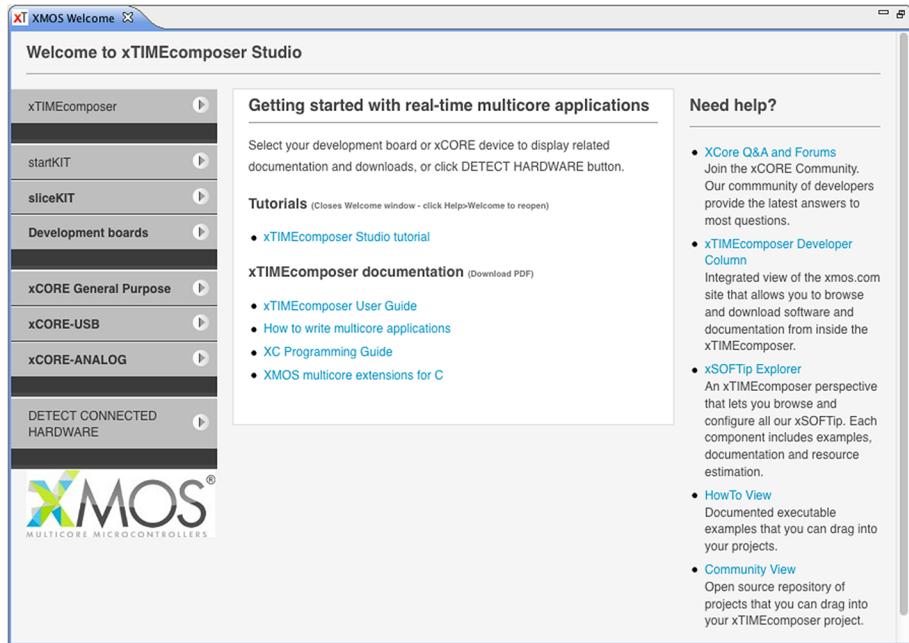 XT XMOS Welcome
Welcome to xTIMEcomposer Studio
xTIMEcomposer
startKIT
sliceKIT
Development boards
xCORE General Purpose
xCORE-USB
xCORE-ANALOG
DETECT CONNECTED
HARDWARE
XMOS®
MULTICORE MICROCONTROLLERS
Getting started with real-time multicore applications
Select your development board or xCORE device to display related
documentation and downloads, or click DETECT HARDWARE button.
Tutorials (Closes Welcome window - click Help>Welcome to reopen)
• xTIMEcomposer Studio tutorial
xTIMEcomposer documentation (Download PDF)
• xTIMEcomposer User Guide
• How to write multicore applications
• XC Programming Guide
• XMOS multicore extensions for C
Need help?
• XCore Q&A and Forums
Join the xCORE Community.
Our commmunity of developers
provide the latest answers to
most questions.
• xTIMEcomposer Developer
Column
Integrated view of the xmos.com
site that allows you to browse
and download software and
documentation from inside the
xTIMEcomposer.
• xSOFTip Explorer
An xTIMEcomposer perspective
that lets you browse and
configure all our xSOFTip. Each
component includes examples,
documentation and resource
estimation.
• HowTo View
Documented executable
examples that you can drag into
your projects.
• Community View
Open source repository of
projects that you can drag into
your xTIMEcomposer project.